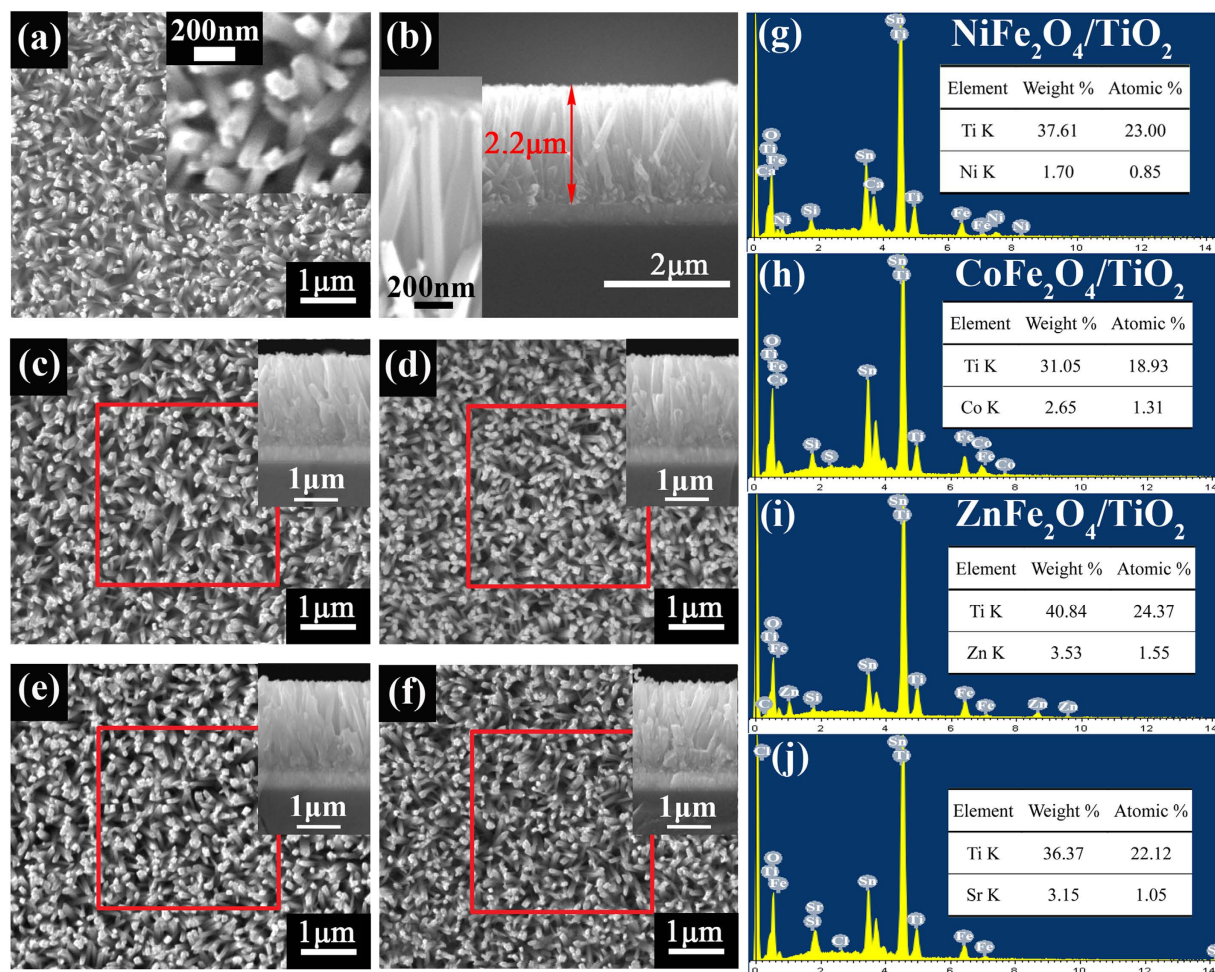 (a)
200nm
1μm
(b)
2.2μm
200nm
2μm
(c)
1μm
1μm
(d)
1μm
1μm
(e)
1μm
1μm
(f)
1μm
1μm
(g)
NiFe₂O₄/TiO₂
Element Weight % Atomic %
Ti K 37.61 23.00
Ni K 1.70 0.85
Sn
Ti
O
Ti
Fe
Ca
Ni
Si
Sn
Ca
Ti
Fe
Fe
Ni
Ni
2 4 6 8 10 12 14
(h)
CoFe₂O₄/TiO₂
Element Weight % Atomic %
Ti K 31.05 18.93
Co K 2.65 1.31
Sn
Ti
O
Ti
Fe
Co
Si
S
Sn
Ti
Fe
Co
Fe
Co
2 4 6 8 10 12 14
(i)
ZnFe₂O₄/TiO₂
Element Weight % Atomic %
Ti K 40.84 24.37
Zn K 3.53 1.55
Sn
Ti
O
Ti
Fe
C
Zn
Si
Sn
Ti
Fe
Fe
Zn
Zn
2 4 6 8 10 12 14
(j)
Element Weight % Atomic %
Ti K 36.37 22.12
Sr K 3.15 1.05
Cl
Sn
Ti
O
Ti
Fe
Sr
Si
Cl
Sn
Ti
Fe
Fe
2 4 6 8 10 12 14